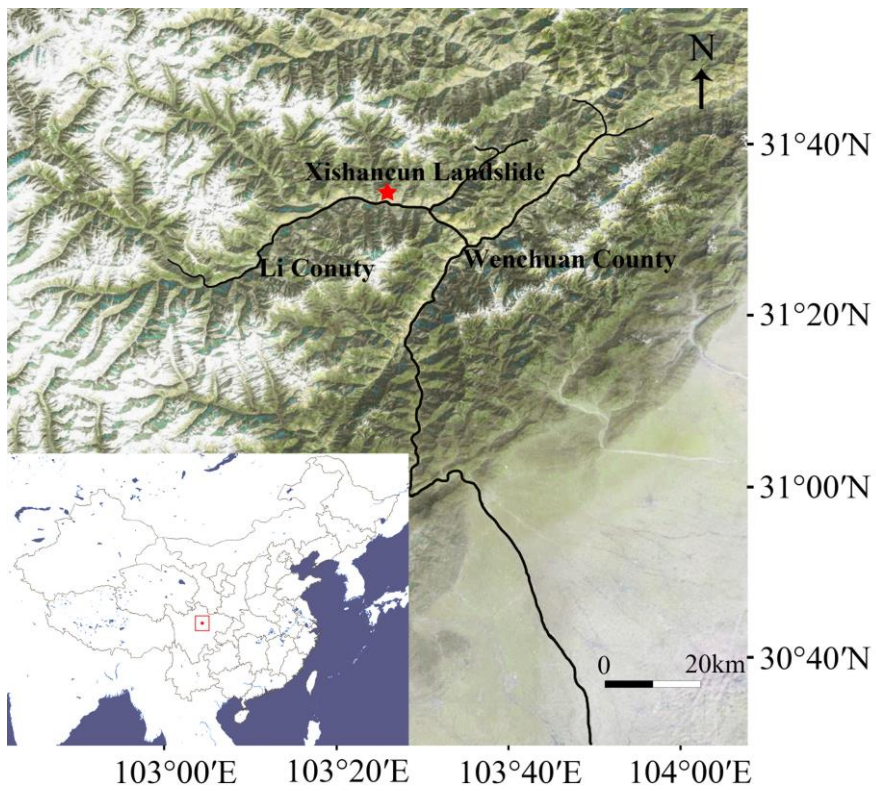 N
31°40′N
Xishancun Landslide
Li Conuty
Wenchuan County
31°20′N
31°00′N
0 20km
30°40′N
103°00′E 103°20′E 103°40′E 104°00′E